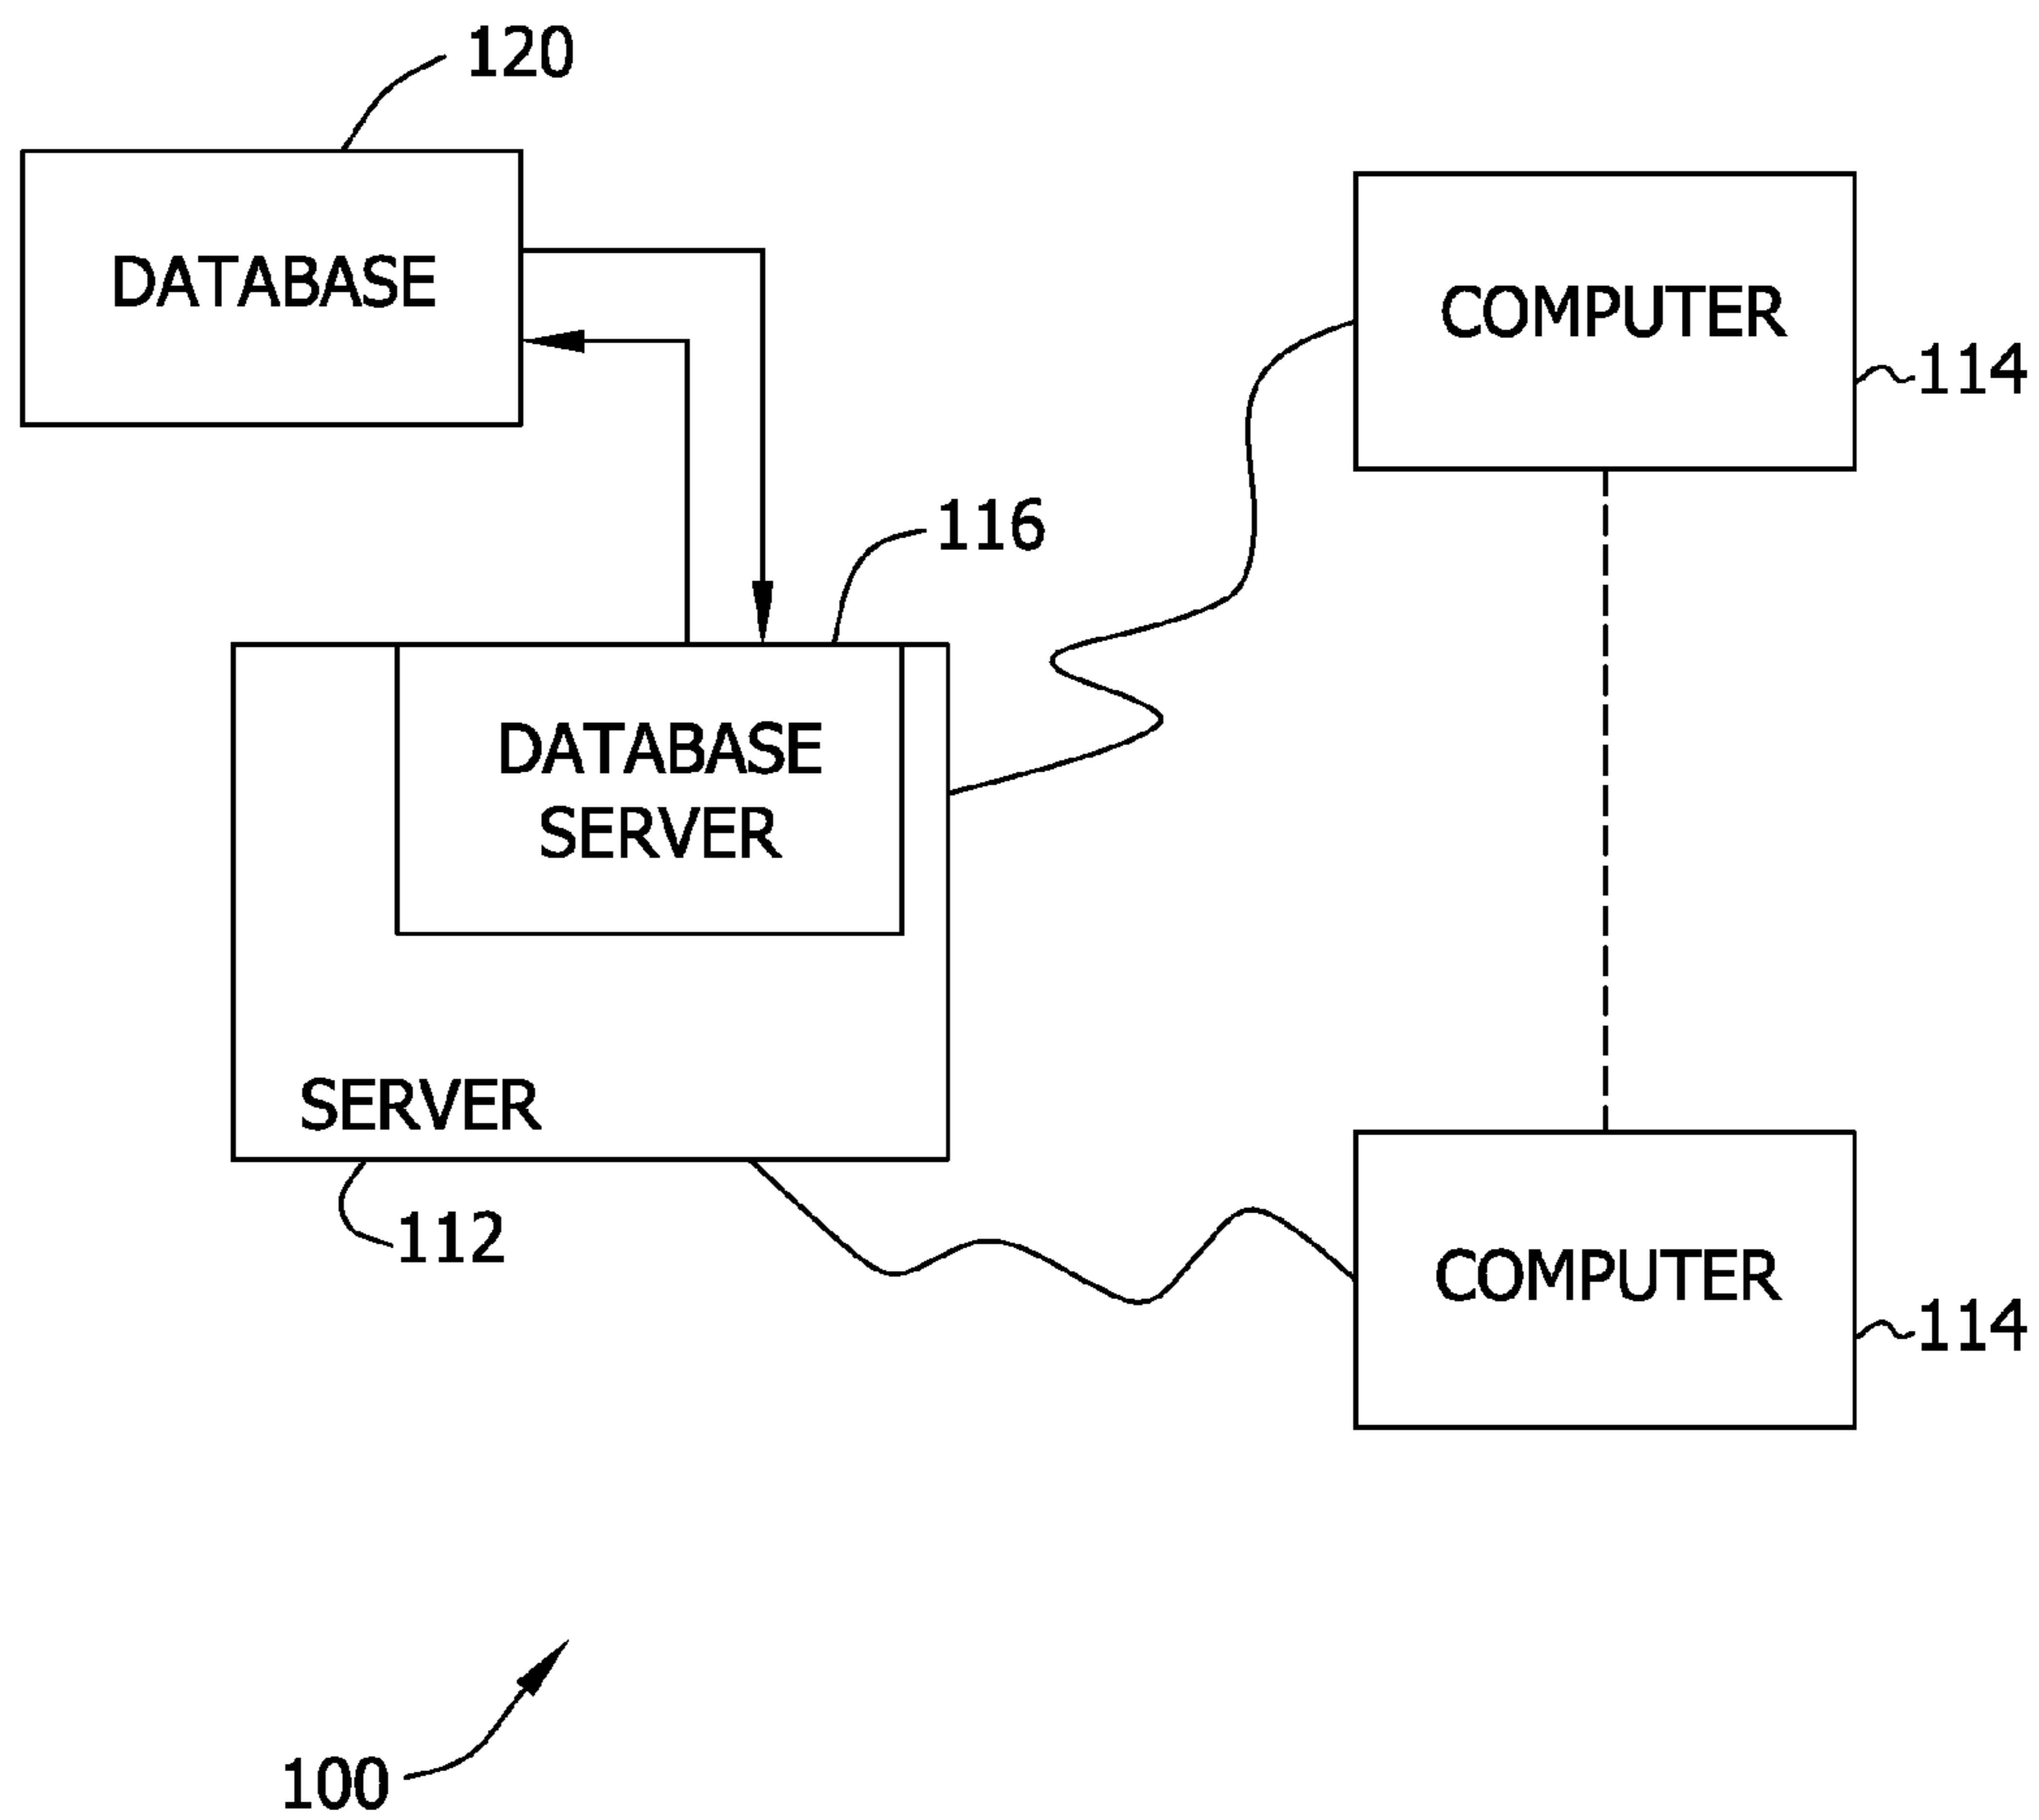 120
DATABASE
COMPUTER
114
116
DATABASE
SERVER
SERVER
112
COMPUTER
114
100